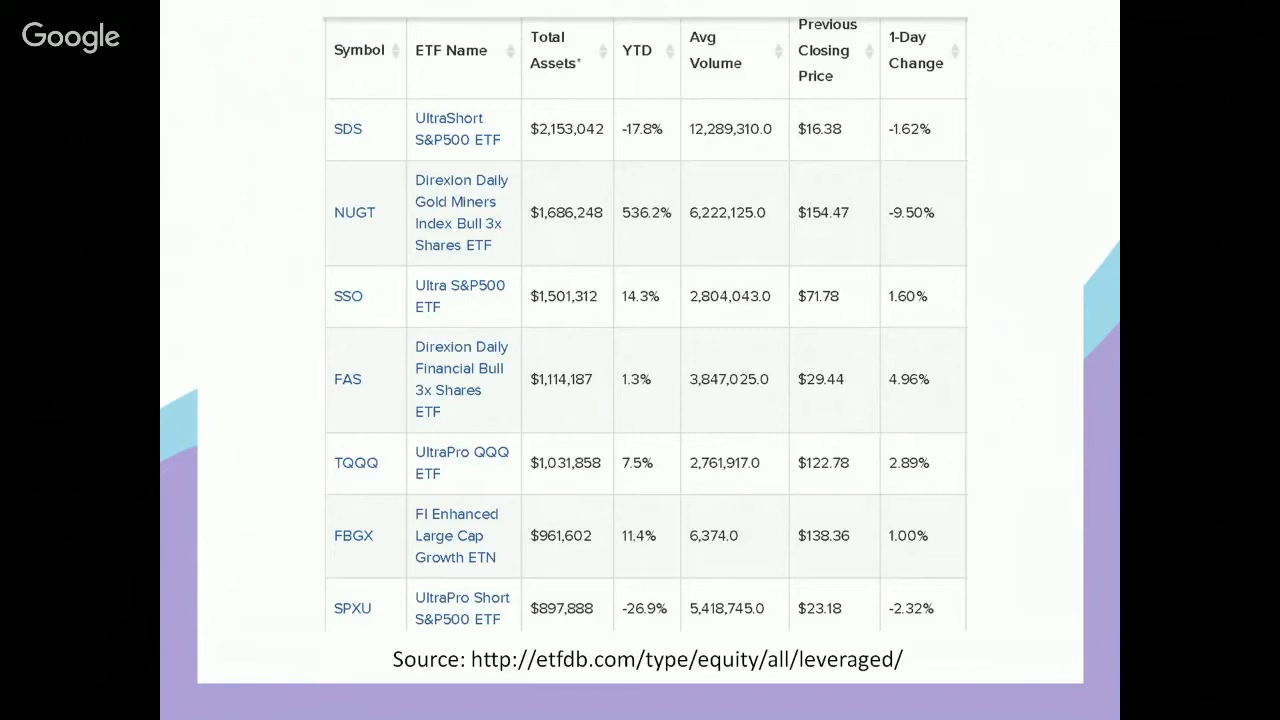 Google
Symbol ETF Name Total Assets* YTD Avg Volume Previous Closing Price 1-Day Change
SDS UltraShort S&P500 ETF $2,153,042 -17.8% 12,289,310.0 $16.38 -1.62%
NUGT Direxion Daily Gold Miners Index Bull 3x Shares ETF $1,686,248 536.2% 6,222,125.0 $154.47 -9.50%
SSO Ultra S&P500 ETF $1,501,312 14.3% 2,804,043.0 $71.78 1.60%
FAS Direxion Daily Financial Bull 3x Shares ETF $1,114,187 1.3% 3,847,025.0 $29.44 4.96%
TQQQ UltraPro QQQ ETF $1,031,858 7.5% 2,761,917.0 $122.78 2.89%
FBGX FI Enhanced Large Cap Growth ETN $961,602 11.4% 6,374.0 $138.36 1.00%
SPXU UltraPro Short S&P500 ETF $897,888 -26.9% 5,418,745.0 $23.18 -2.32%
Source: http://etfdb.com/type/equity/all/leveraged/